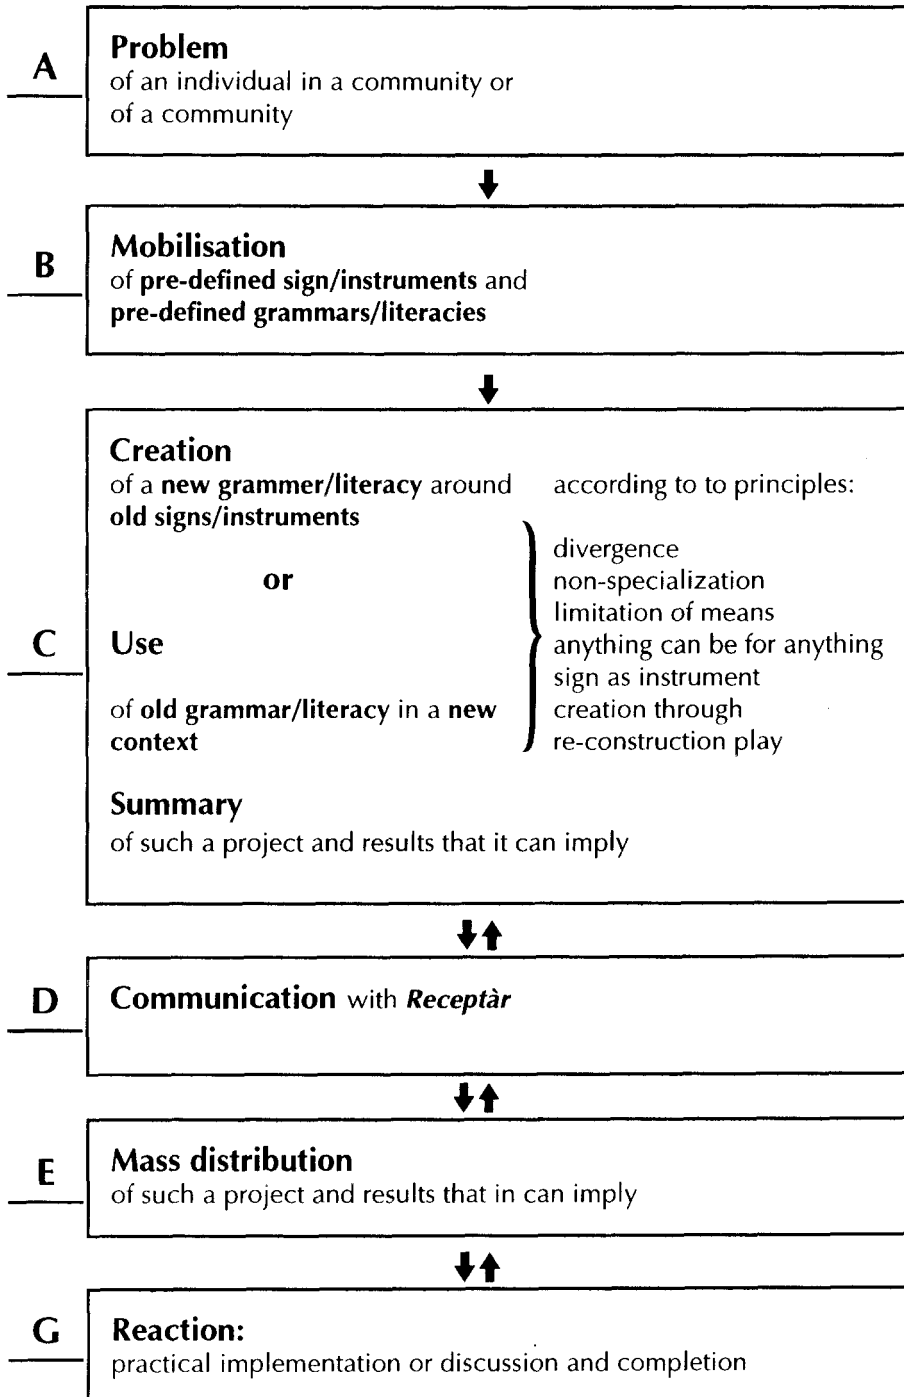 A
Problem
of an individual in a community or
of a community
B
Mobilisation
of pre-defined sign/instruments and
pre-defined grammars/literacies
C
Creation
of a new grammer/literacy around
old signs/instruments
or
Use
of old grammar/literacy in a new
context
according to to principles:
divergence
non-specialization
limitation of means
anything can be for anything
sign as instrument
creation through
re-construction play
Summary
of such a project and results that it can imply
D
Communication with Receptàr
E
Mass distribution
of such a project and results that in can imply
G
Reaction:
practical implementation or discussion and completion